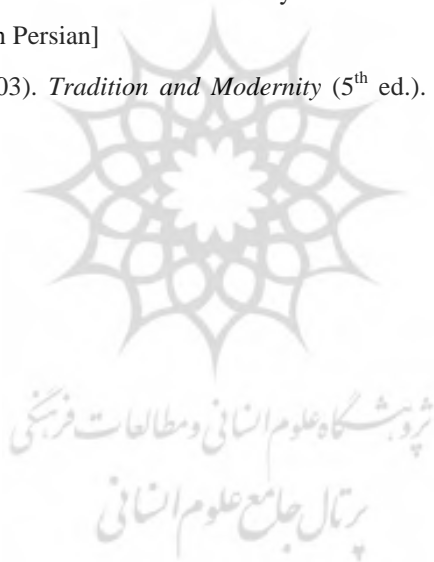 n Persian]
03). Tradition and Modernity (5th ed.).
پژوهشگاه علوم انسانی و مطالعات فرهنگی
پرتال جامع علوم انسانی